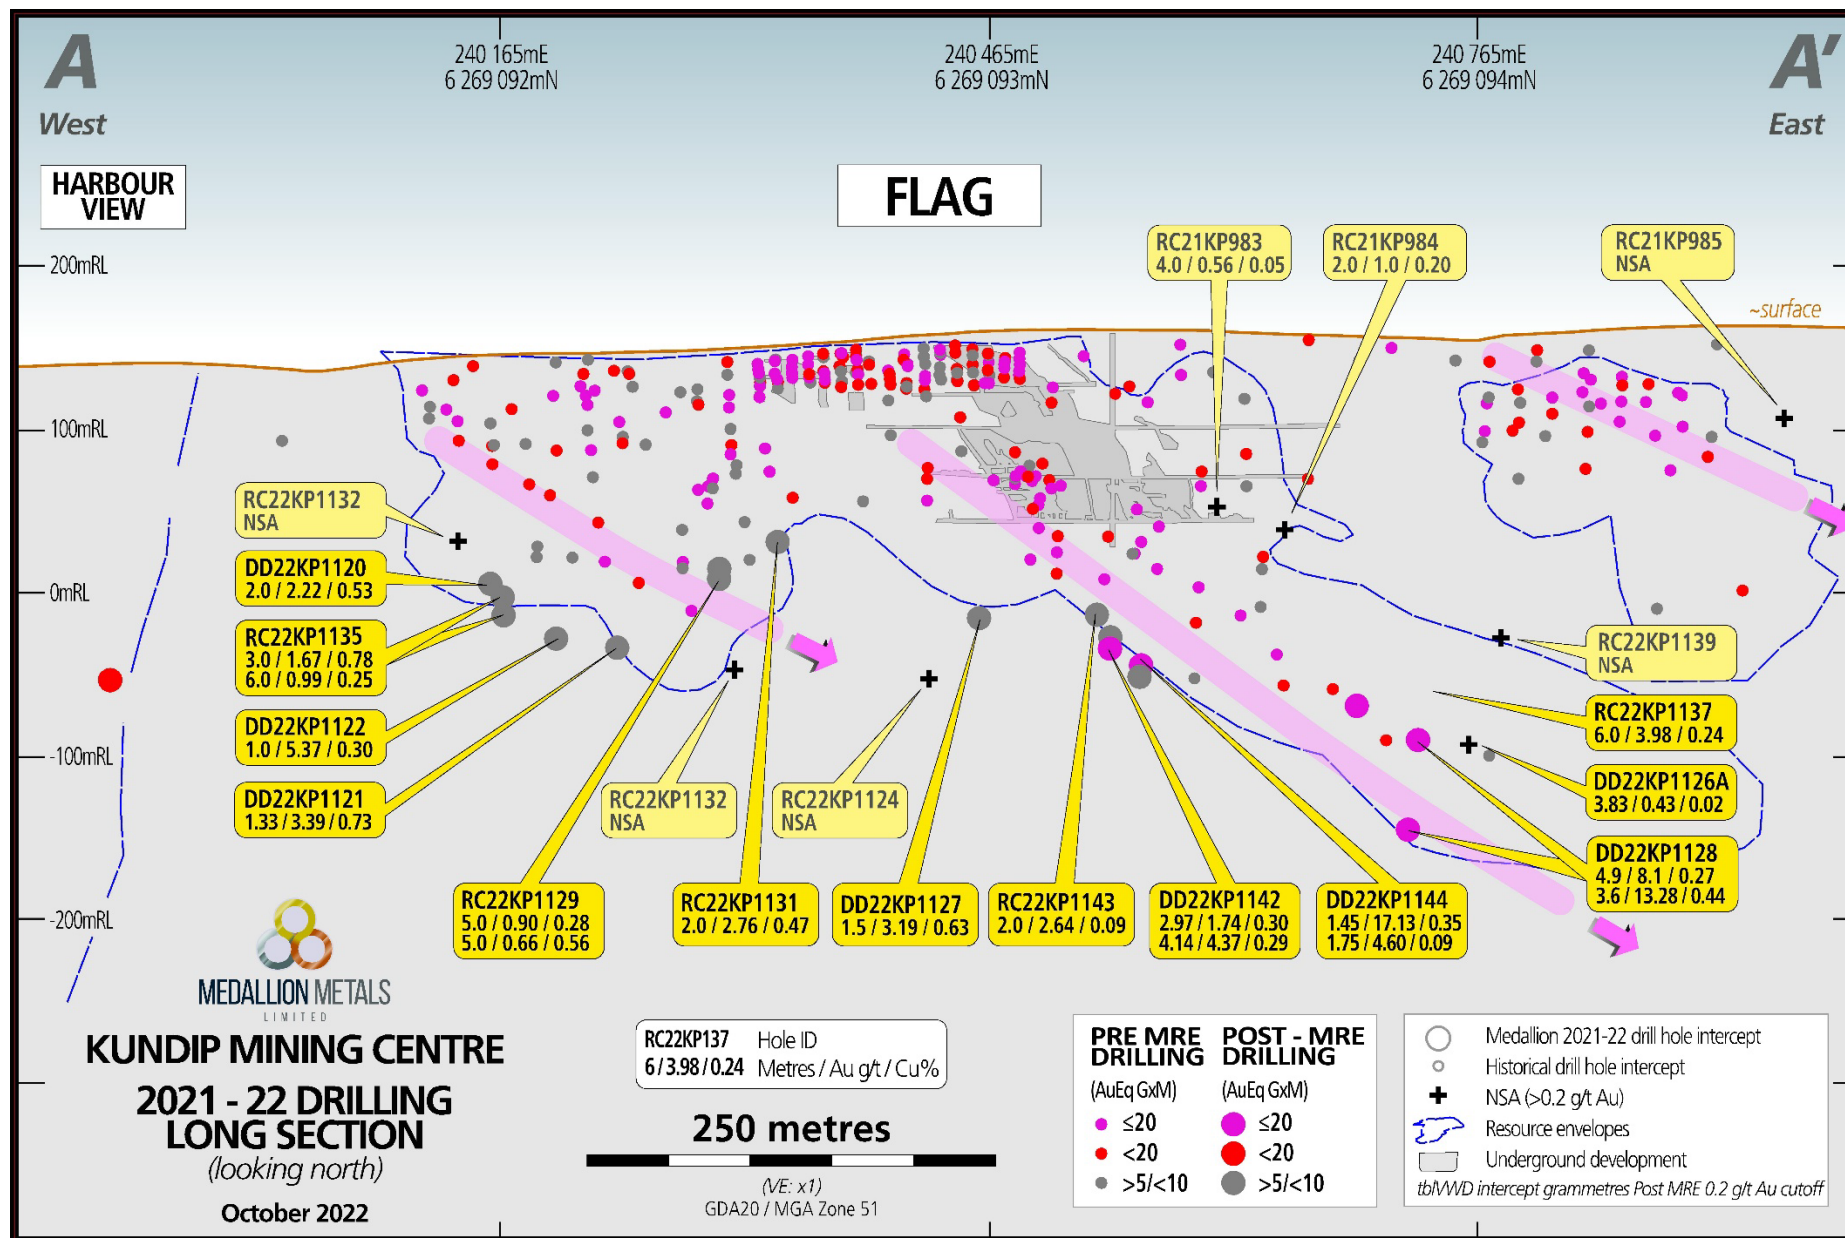 A
West
240 165mE
6 269 092mN
240 465mE
6 269 093mN
240 765mE
6 269 094mN
A'
East
HARBOUR
VIEW
FLAG
200mRL
100mRL
0mRL
-100mRL
-200mRL
~surface
RC21KP983
4.0 / 0.56 / 0.05
RC21KP984
2.0 / 1.0 / 0.20
RC21KP985
NSA
RC22KP1132
NSA
DD22KP1120
2.0 / 2.22 / 0.53
RC22KP1135
3.0 / 1.67 / 0.78
6.0 / 0.99 / 0.25
DD22KP1122
1.0 / 5.37 / 0.30
DD22KP1121
1.33 / 3.39 / 0.73
RC22KP1132
NSA
RC22KP1124
NSA
RC22KP1139
NSA
RC22KP1137
6.0 / 3.98 / 0.24
DD22KP1126A
3.83 / 0.43 / 0.02
DD22KP1128
4.9 / 8.1 / 0.27
3.6 / 13.28 / 0.44
RC22KP1129
5.0 / 0.90 / 0.28
5.0 / 0.66 / 0.56
RC22KP1131
2.0 / 2.76 / 0.47
DD22KP1127
1.5 / 3.19 / 0.63
RC22KP1143
2.0 / 2.64 / 0.09
DD22KP1142
2.97 / 1.74 / 0.30
4.14 / 4.37 / 0.29
DD22KP1144
1.45 / 17.13 / 0.35
1.75 / 4.60 / 0.09
MEDALLION METALS
LIMITED
KUNDIP MINING CENTRE
2021 - 22 DRILLING
LONG SECTION
(looking north)
October 2022
RC22KP137 Hole ID
6 / 3.98 / 0.24 Metres / Au g/t / Cu%
250 metres
(VE: x1)
GDA20 / MGA Zone 51
PRE MRE
DRILLING
(AuEq GxM)
≤20
<20
>5/<10
POST - MRE
DRILLING
(AuEq GxM)
≤20
<20
>5/<10
Medallion 2021-22 drill hole intercept
Historical drill hole intercept
NSA (>0.2 g/t Au)
Resource envelopes
Underground development
tblVWD intercept grammetres Post MRE 0.2 g/t Au cutoff